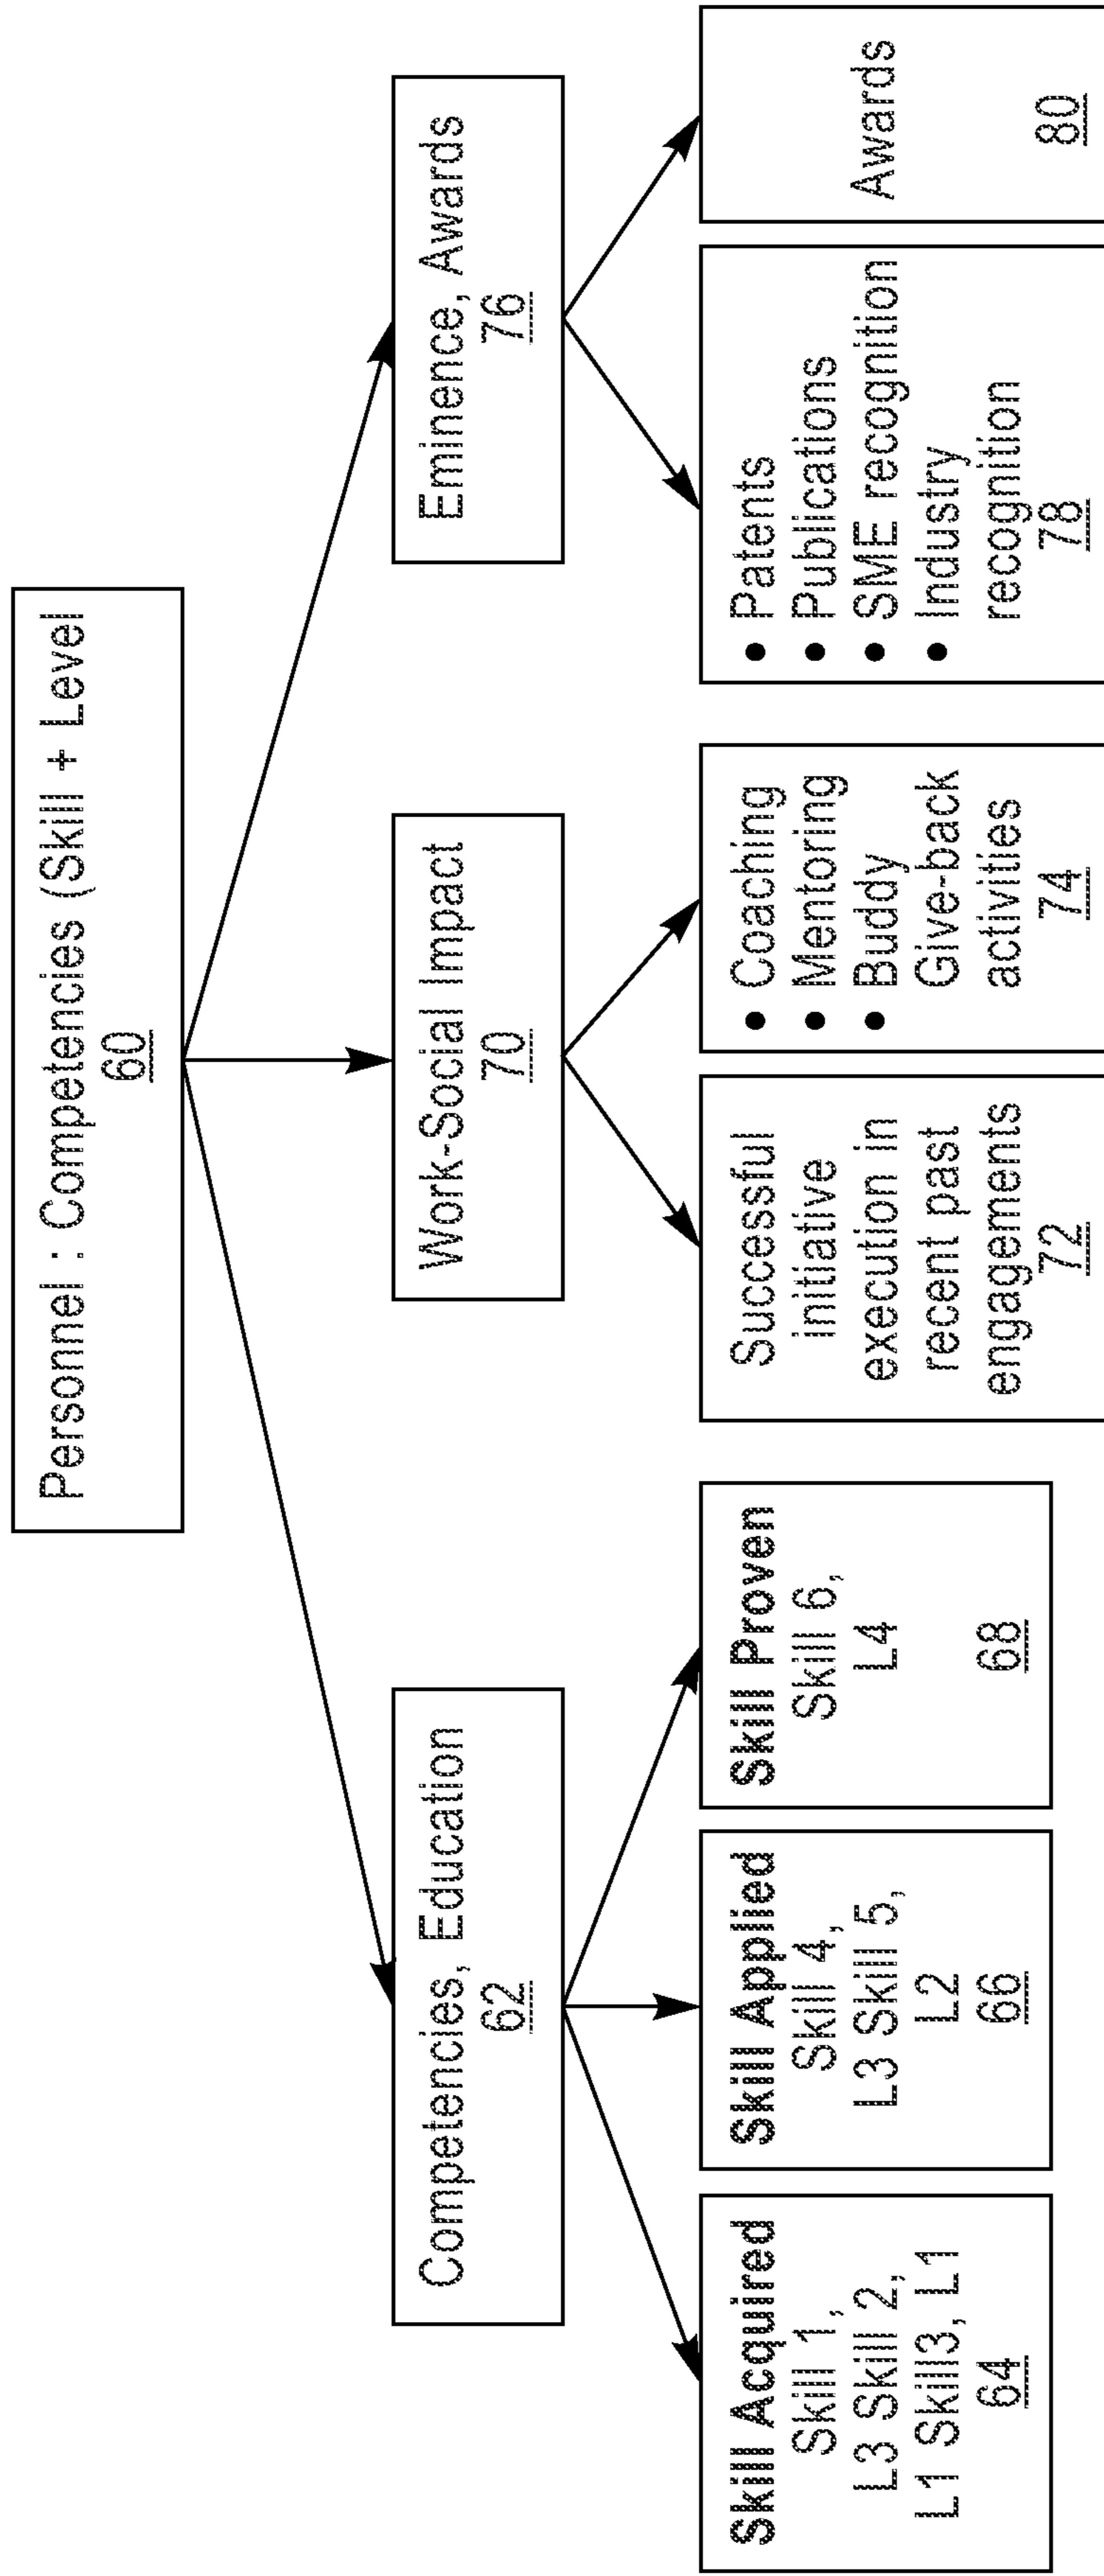 Personnel : Competencies (Skill + Level
60
Competencies, Education
62
Work-Social Impact
70
Eminence, Awards
76
Skill Acquired
Skill 1,
L3 Skill 2,
L1 Skill3, L1
64
Skill Applied
Skill 4,
L3 Skill 5,
L2
66
Skill Proven
Skill 6,
L4
68
Successful
initiative
execution in
recent past
engagements
72
• Coaching
• Mentoring
• Buddy
Give-back
activities
74
• Patents
• Publications
• SME recognition
• Industry
recognition
78
Awards
80